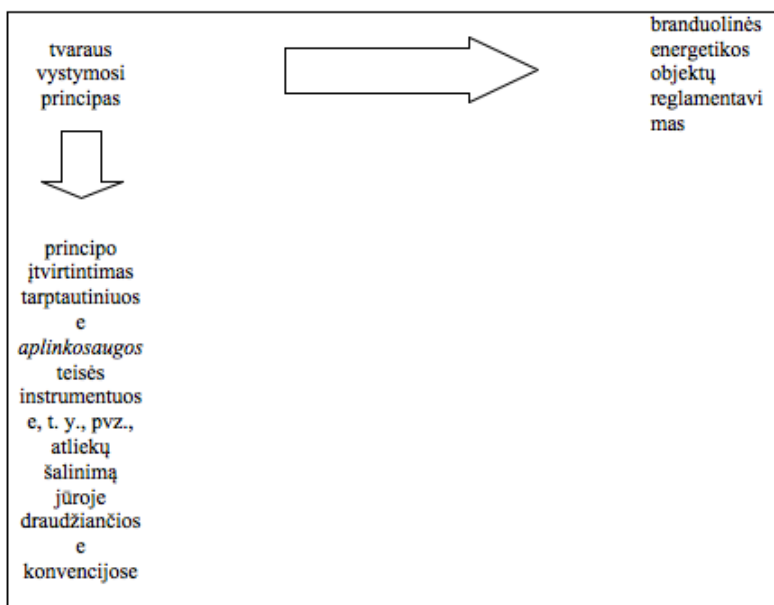 tvaraus
vystymosi
principas
branduolinės
energetikos
objektų
reglamentavi
mas
principo
įtvirtintimas
tarptautiniuos
e
aplinkosaugos
teisės
instrumentuos
e, t. y., pvz.,
atliekų
šalinimą
jūroje
draudžiančios
e
konvencijose